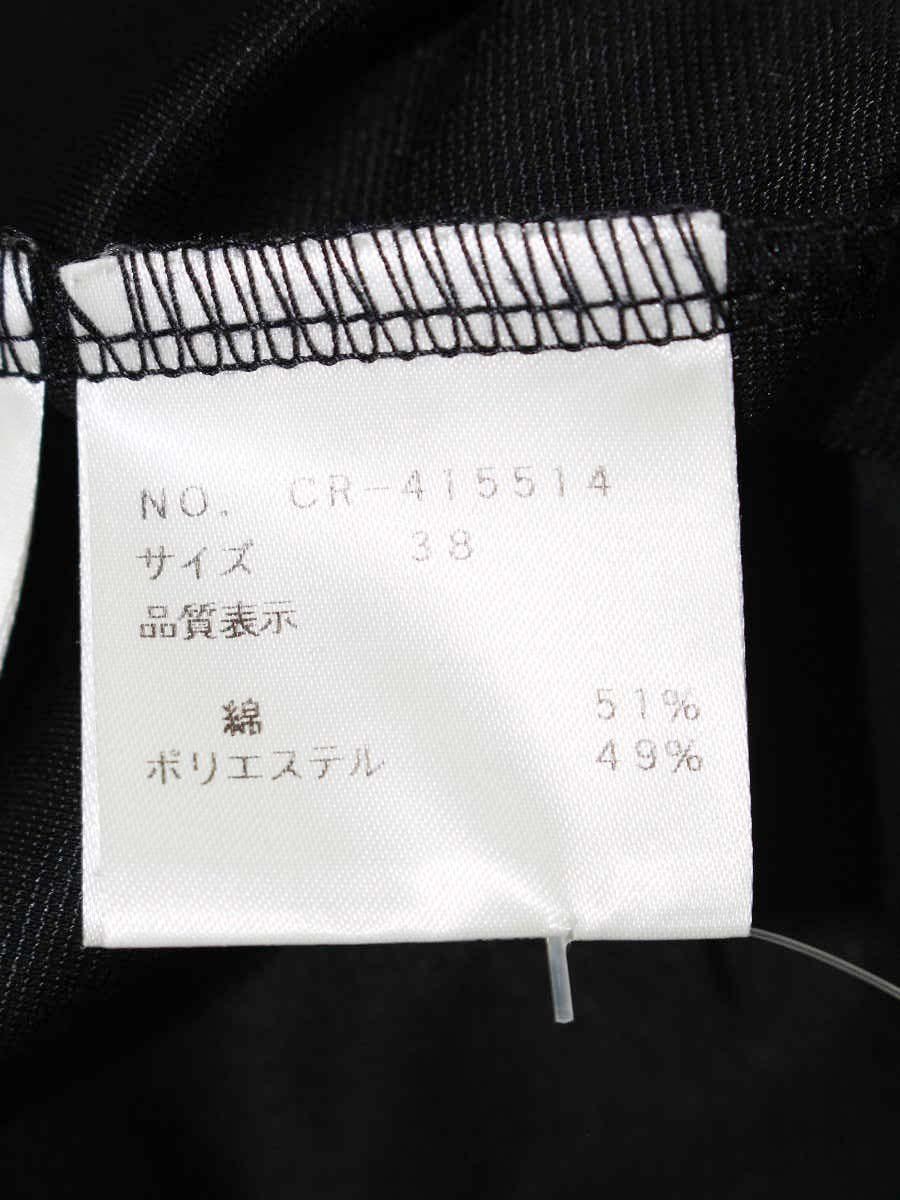 NO. CR-415514
サイズ 38
品質表示
綿 51%
ポリエステル 49%